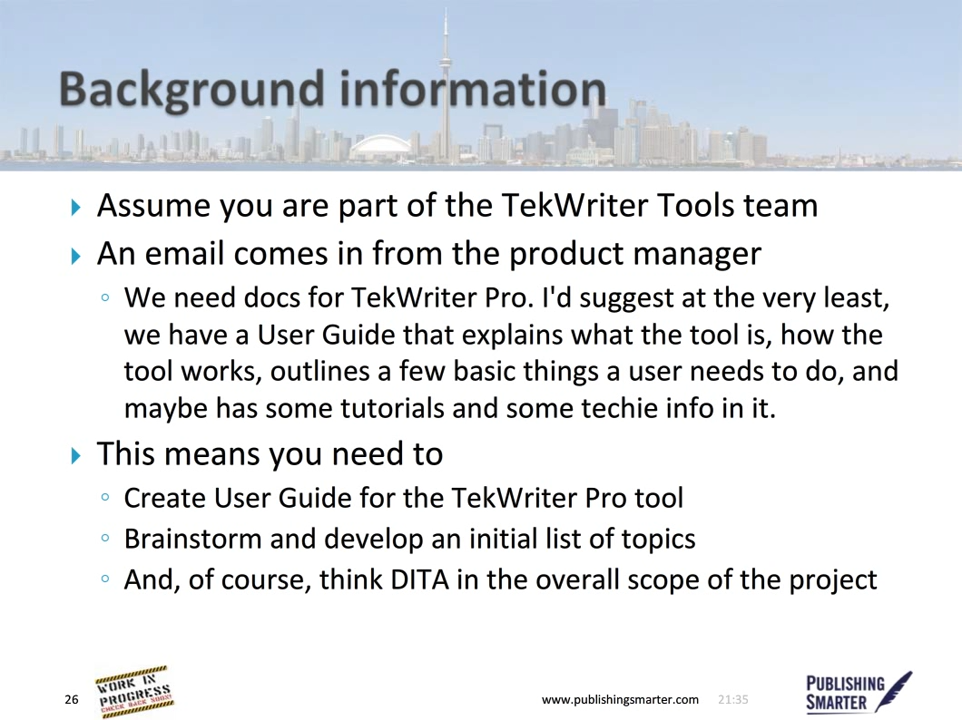 Background information
Assume you are part of the TekWriter Tools team
An email comes in from the product manager
We need docs for TekWriter Pro. I'd suggest at the very least,
we have a User Guide that explains what the tool is, how the
tool works, outlines a few basic things a user needs to do, and
maybe has some tutorials and some techie info in it.
This means you need to
Create User Guide for the TekWriter Pro tool
Brainstorm and develop an initial list of topics
And, of course, think DITA in the overall scope of the project
26
WORK IN
PROGRESS
CHECK BACK SOON!
www.publishingsmarter.com
21:35
PUBLISHING
SMARTER